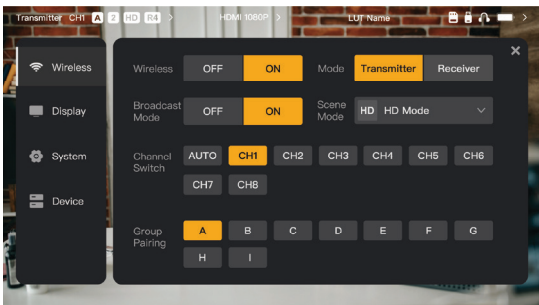 Transmitter CH1 A 2 HD R4 > HDMI 1080P > LUT Name
Wireless
Display
System
Device
Wireless OFF ON Mode Transmitter Receiver
Broadcast Mode OFF ON Scene Mode HD HD Mode
Channel Switch AUTO CH1 CH2 CH3 CH4 CH5 CH6
CH7 CH8
Group Pairing A B C D E F G
H I